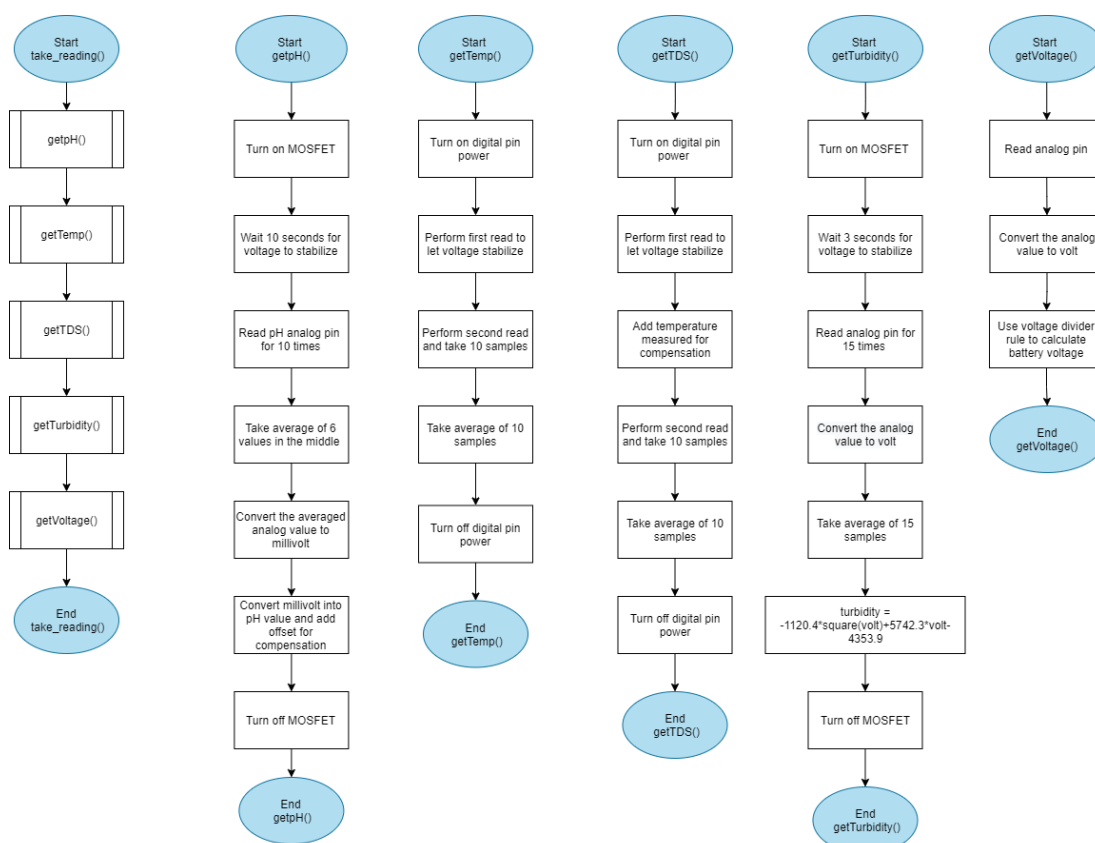 Start
take_reading()
getpH()
getTemp()
getTDS()
getTurbidity()
getVoltage()
End
take_reading()
Start
getpH()
Turn on MOSFET
Wait 10 seconds for
voltage to stabilize
Read pH analog pin
for 10 times
Take average of 6
values in the middle
Convert the averaged
analog value to
millivolt
Convert millivolt into
pH value and add
offset for
compensation
Turn off MOSFET
End
getpH()
Start
getTemp()
Turn on digital pin
power
Perform first read to
let voltage stabilize
Perform second read
and take 10 samples
Take average of 10
samples
Turn off digital pin
power
End
getTemp()
Start
getTDS()
Turn on digital pin
power
Perform first read to
let voltage stabilize
Add temperature
measured for
compensation
Perform second read
and take 10 samples
Take average of 10
samples
Turn off digital pin
power
End
getTDS()
Start
getTurbidity()
Turn on MOSFET
Wait 3 seconds for
voltage to stabilize
Read analog pin for
15 times
Convert the analog
value to volt
Take average of 15
samples
turbidity =
-1120.4*square(volt)+5742.3*volt-
4353.9
Turn off MOSFET
End
getTurbidity()
Start
getVoltage()
Read analog pin
Convert the analog
value to volt
Use voltage divider
rule to calculate
battery voltage
End
getVoltage()